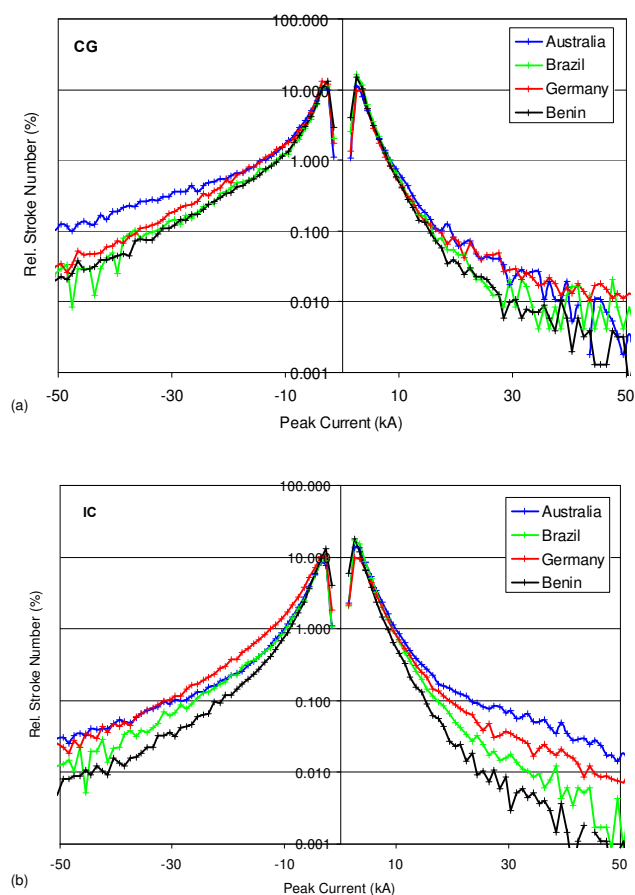 100.000
CG
Australia
Brazil
Germany
Benin
10.000
1.000
0.100
0.010
0.001
Rel. Stroke Number (%)
-50 -30 -10 10 30 50
(a)
Peak Current (kA)
100.000
IC
Australia
Brazil
Germany
Benin
10.000
1.000
0.100
0.010
0.001
Rel. Stroke Number (%)
-50 -30 -10 10 30 50
(b)
Peak Current (kA)